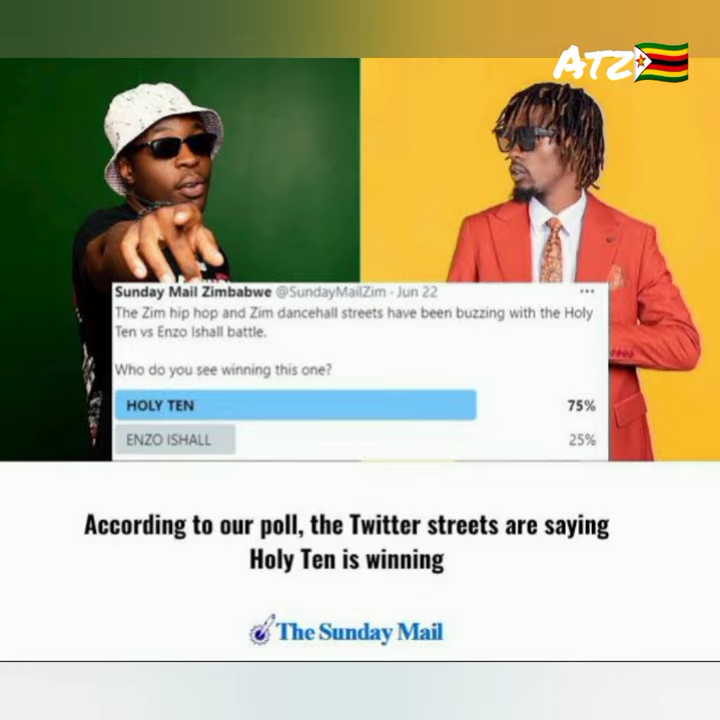 ATZ
Sunday Mail Zimbabwe @SundayMailZim · Jun 22
The Zim hip hop and Zim dancehall streets have been buzzing with the Holy
Ten vs Enzo Ishall battle.
Who do you see winning this one?
HOLY TEN 75%
ENZO ISHALL 25%
According to our poll, the Twitter streets are saying
Holy Ten is winning
The Sunday Mail